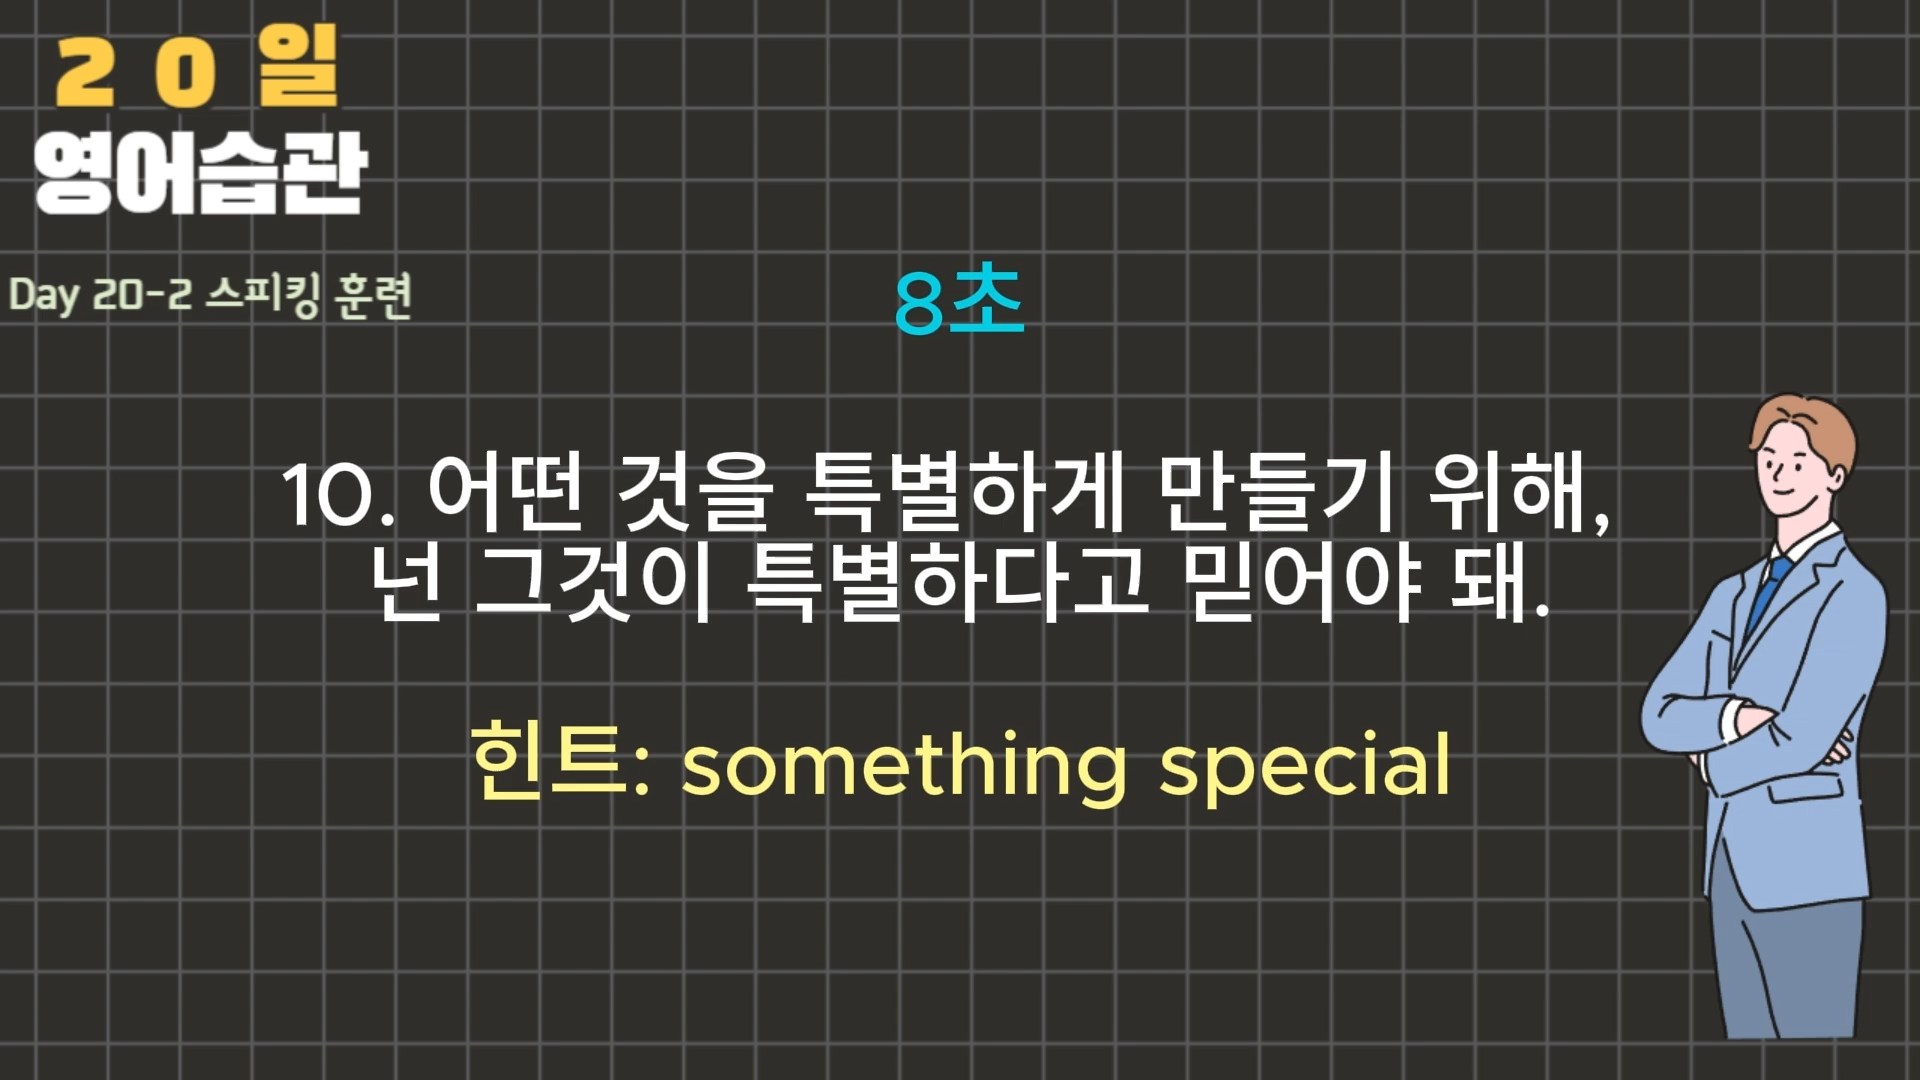 20일
영어습관
Day 20-2 스피킹 훈련
8초
10. 어떤 것을 특별하게 만들기 위해,
넌 그것이 특별하다고 믿어야 돼.
힌트: something special